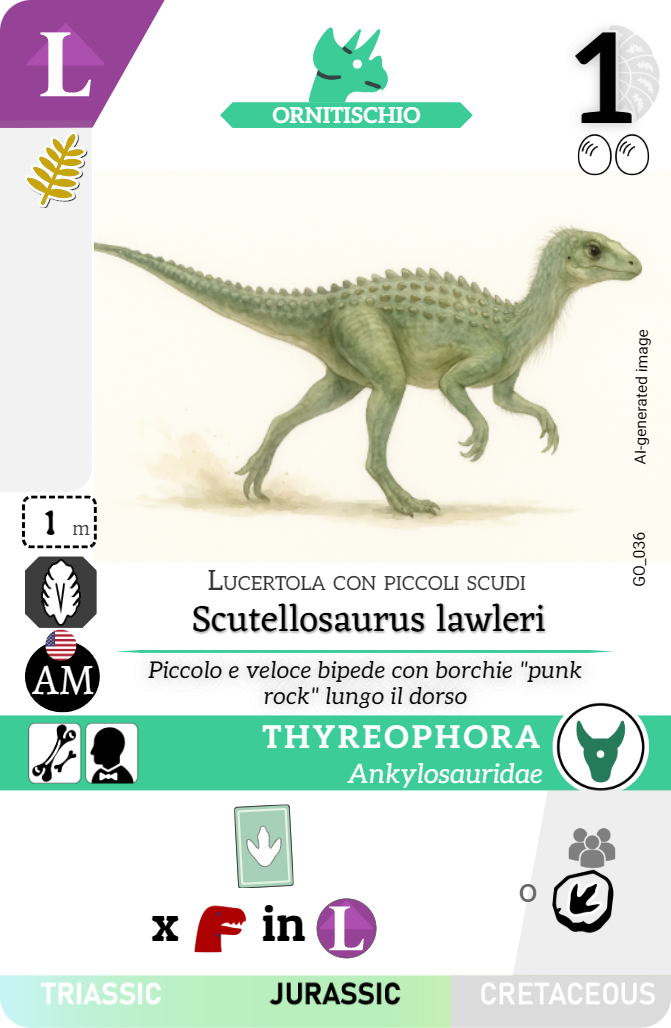 L
ORNITISCHIO
1
AI-generated image
1 m
GO_036
Lucertola con piccoli scudi
Scutellosaurus lawleri
AM
Piccolo e veloce bipede con borchie "punk
rock" lungo il dorso
THYREOPHORA
Ankylosauridae
o
x in L
TRIASSIC JURASSIC CRETACEOUS